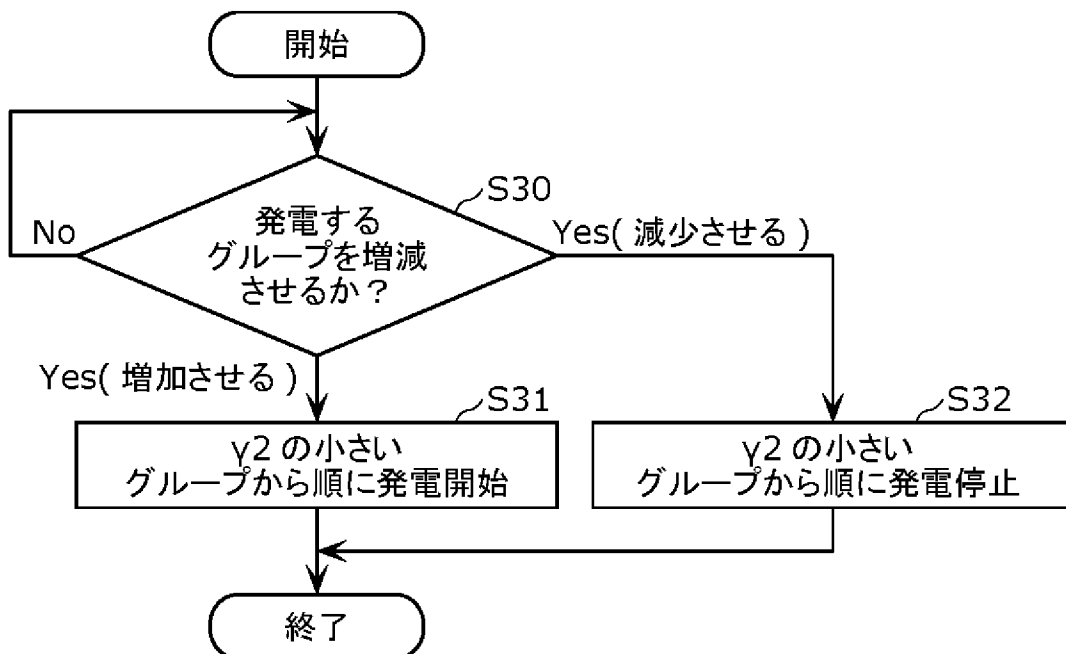 開始
S30
発電する
グループを増減
させるか？
No
Yes( 減少させる )
Yes( 増加させる )
S31
γ2 の小さい
グループから順に発電開始
S32
γ2 の小さい
グループから順に発電停止
終了